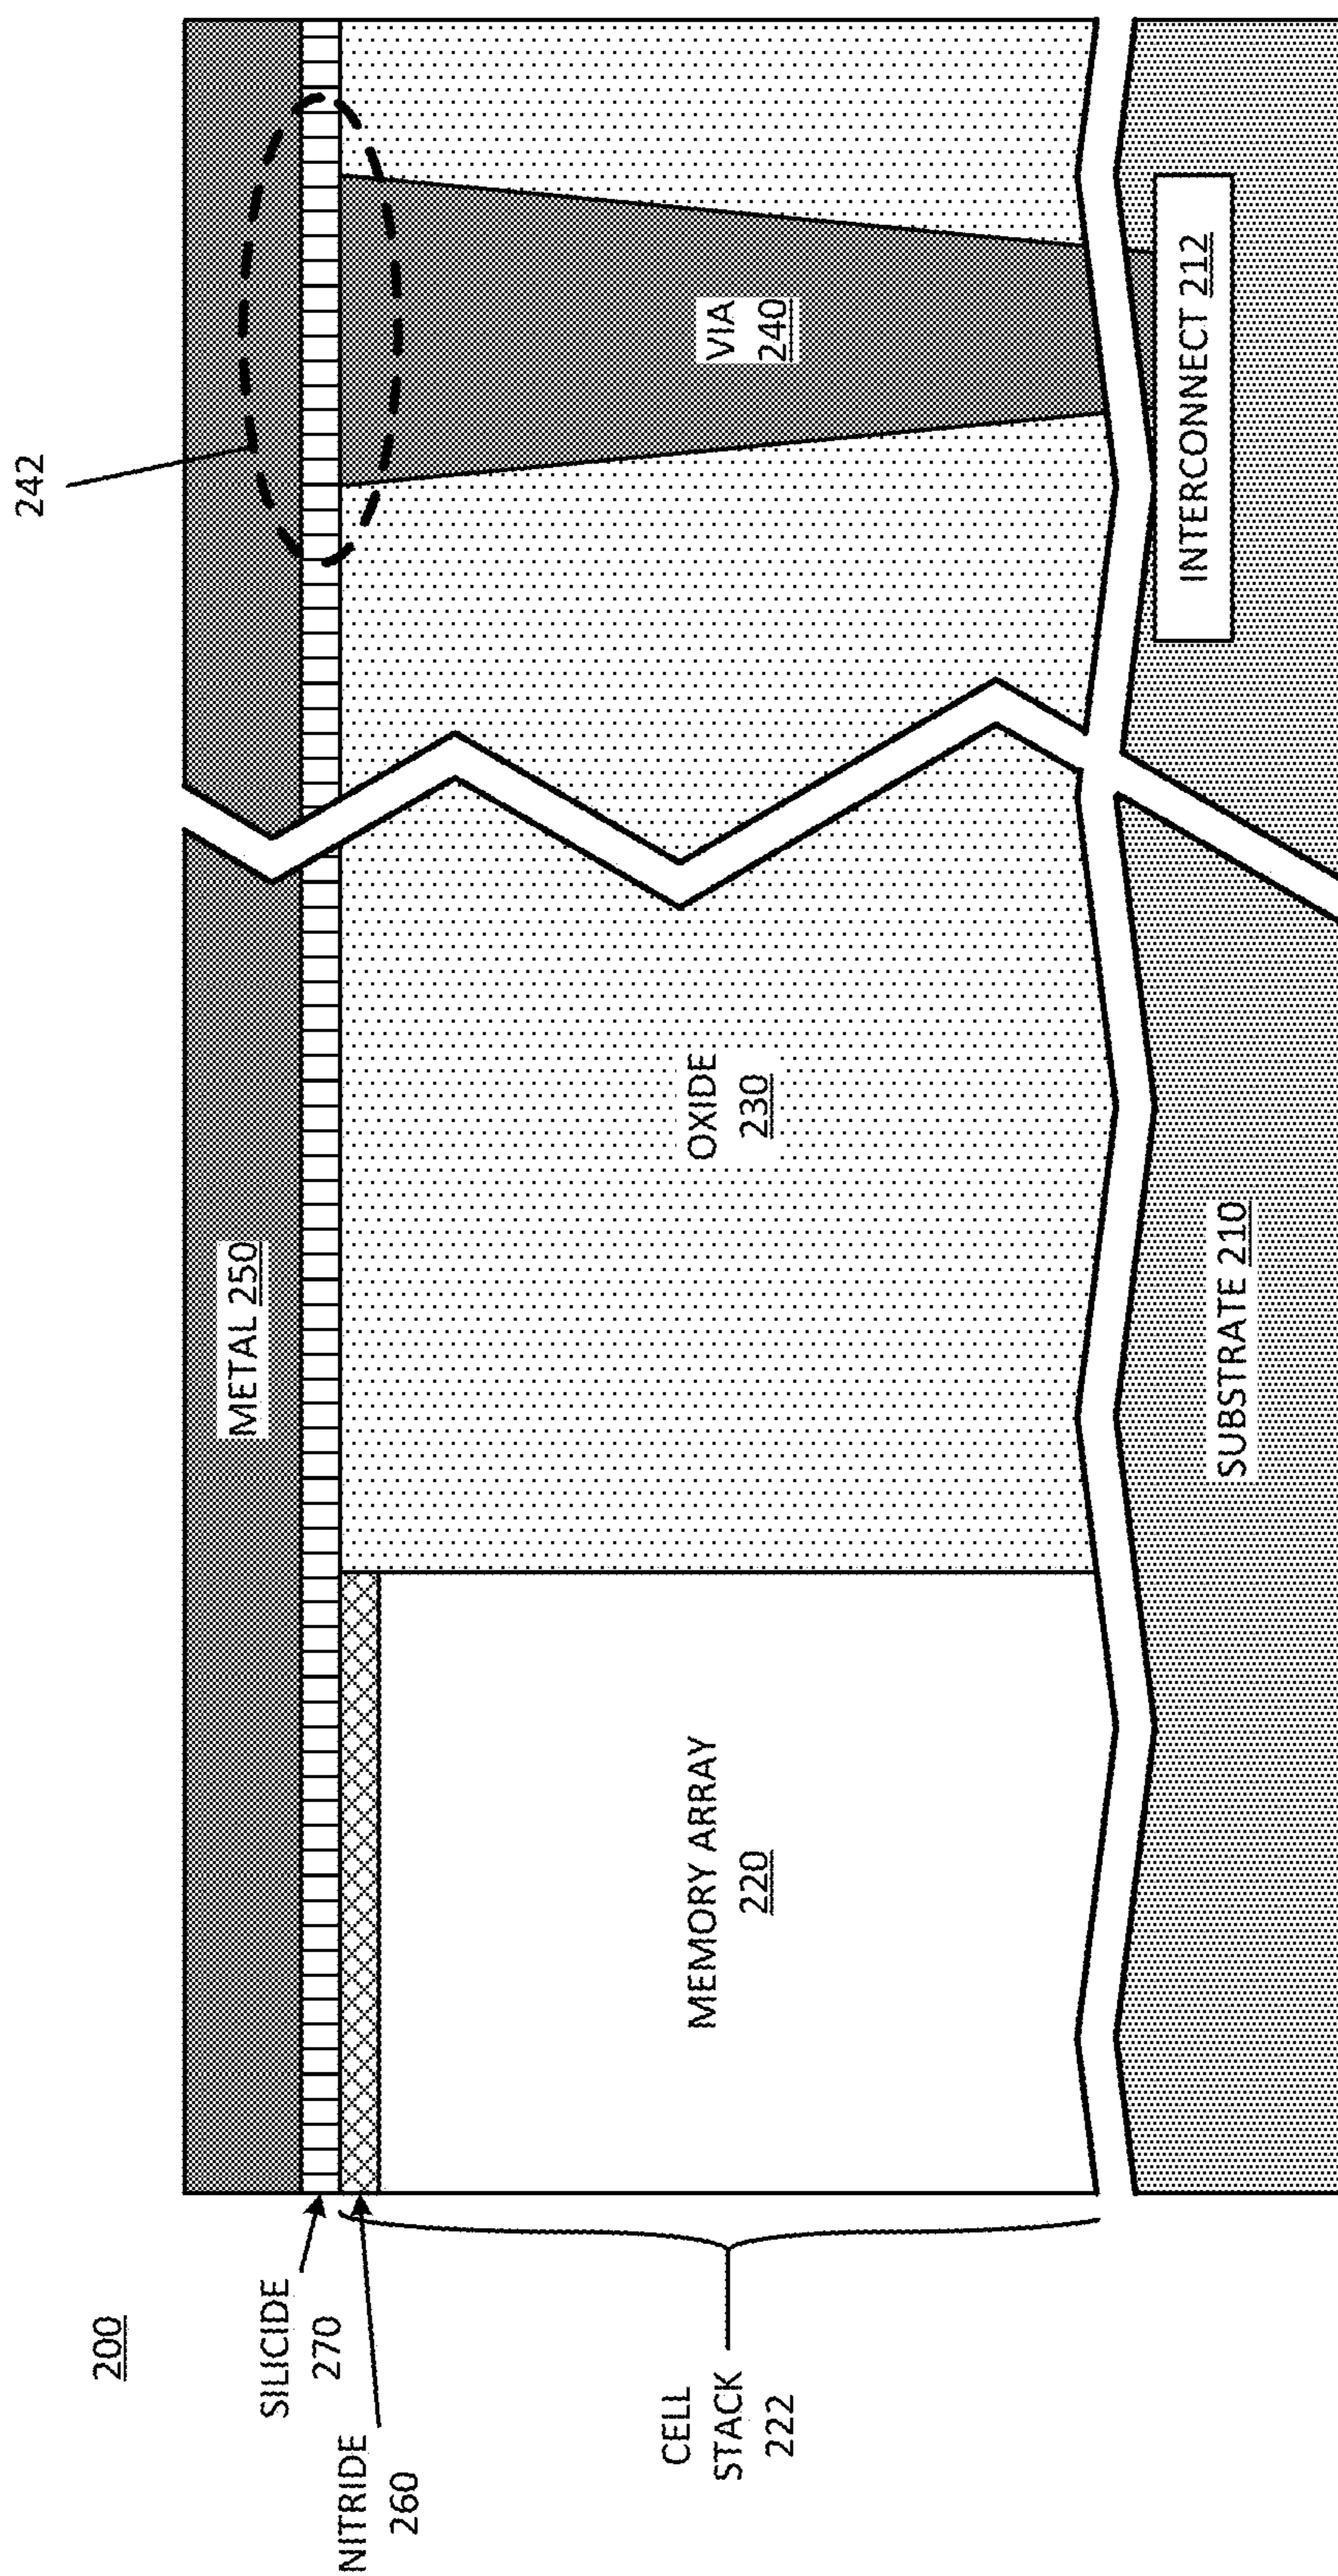 200
242
METAL 250
SILICIDE
270
NITRIDE
260
CELL
STACK
222
MEMORY ARRAY
220
OXIDE
230
VIA
240
SUBSTRATE 210
INTERCONNECT 212